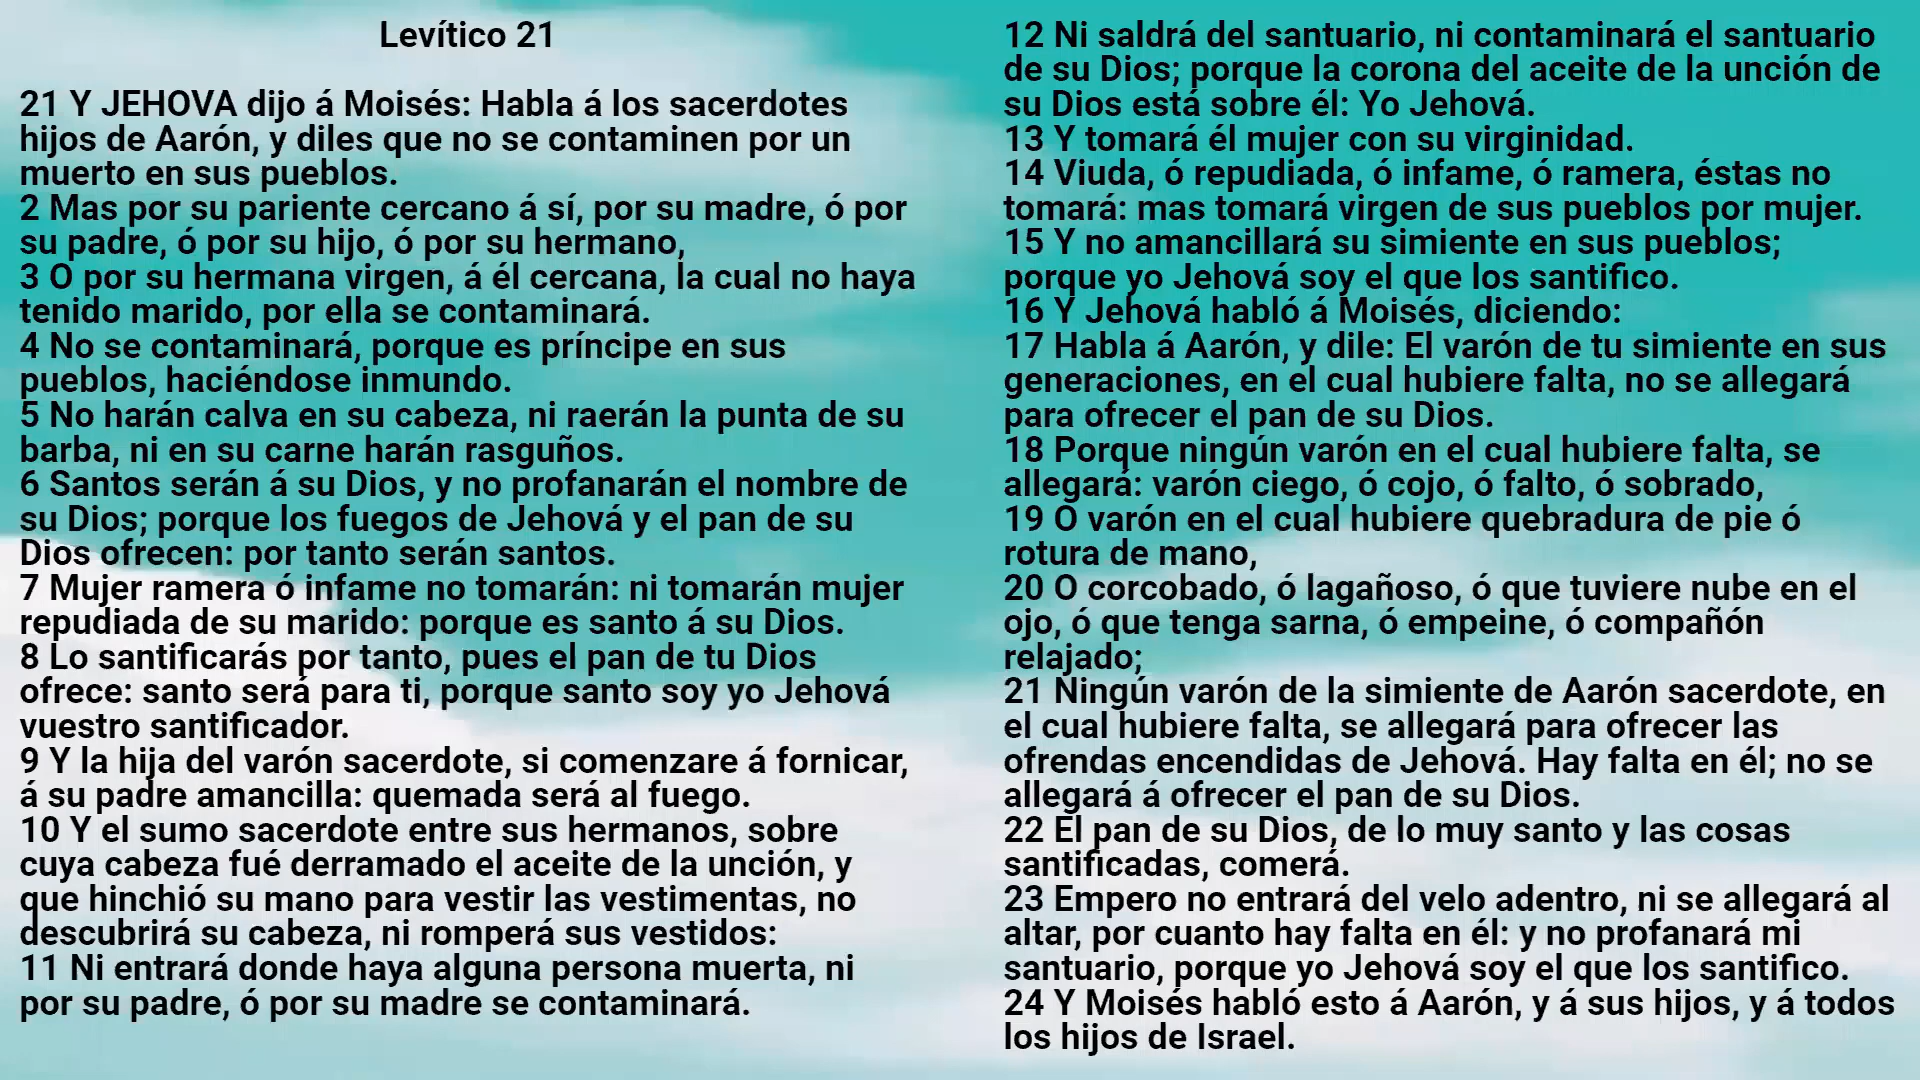 Levítico 21
21 Y JEHOVA dijo á Moisés: Habla á los sacerdotes
hijos de Aarón, y diles que no se contaminen por un
muerto en sus pueblos.
2 Mas por su pariente cercano á sí, por su madre, ó por
su padre, ó por su hijo, ó por su hermano,
3 O por su hermana virgen, á él cercana, la cual no haya
tenido marido, por ella se contaminará.
4 No se contaminará, porque es príncipe en sus
pueblos, haciéndose inmundo.
5 No harán calva en su cabeza, ni raerán la punta de su
barba, ni en su carne harán rasguños.
6 Santos serán á su Dios, y no profanarán el nombre de
su Dios; porque los fuegos de Jehová y el pan de su
Dios ofrecen: por tanto serán santos.
7 Mujer ramera ó infame no tomarán: ni tomarán mujer
repudiada de su marido: porque es santo á su Dios.
8 Lo santificarás por tanto, pues el pan de tu Dios
ofrece: santo será para ti, porque santo soy yo Jehová
vuestro santificador.
9 Y la hija del varón sacerdote, si comenzare á fornicar,
á su padre amancilla: quemada será al fuego.
10 Y el sumo sacerdote entre sus hermanos, sobre
cuya cabeza fué derramado el aceite de la unción, y
que hinchió su mano para vestir las vestimentas, no
descubrirá su cabeza, ni romperá sus vestidos:
11 Ni entrará donde haya alguna persona muerta, ni
por su padre, ó por su madre se contaminará.
12 Ni saldrá del santuario, ni contaminará el santuario
de su Dios; porque la corona del aceite de la unción de
su Dios está sobre él: Yo Jehová.
13 Y tomará él mujer con su virginidad.
14 Viuda, ó repudiada, ó infame, ó ramera, éstas no
tomará: mas tomará virgen de sus pueblos por mujer.
15 Y no amancillará su simiente en sus pueblos;
porque yo Jehová soy el que los santifico.
16 Y Jehová habló á Moisés, diciendo:
17 Habla á Aarón, y dile: El varón de tu simiente en sus
generaciones, en el cual hubiere falta, no se allegará
para ofrecer el pan de su Dios.
18 Porque ningún varón en el cual hubiere falta, se
allegará: varón ciego, ó cojo, ó falto, ó sobrado,
19 O varón en el cual hubiere quebradura de pie ó
rotura de mano,
20 O corcobado, ó lagañoso, ó que tuviere nube en el
ojo, ó que tenga sarna, ó empeine, ó compañón
relajado;
21 Ningún varón de la simiente de Aarón sacerdote, en
el cual hubiere falta, se allegará para ofrecer las
ofrendas encendidas de Jehová. Hay falta en él; no se
allegará á ofrecer el pan de su Dios.
22 El pan de su Dios, de lo muy santo y las cosas
santificadas, comerá.
23 Empero no entrará del velo adentro, ni se allegará al
altar, por cuanto hay falta en él: y no profanará mi
santuario, porque yo Jehová soy el que los santifico.
24 Y Moisés habló esto á Aarón, y á sus hijos, y á todos
los hijos de Israel.